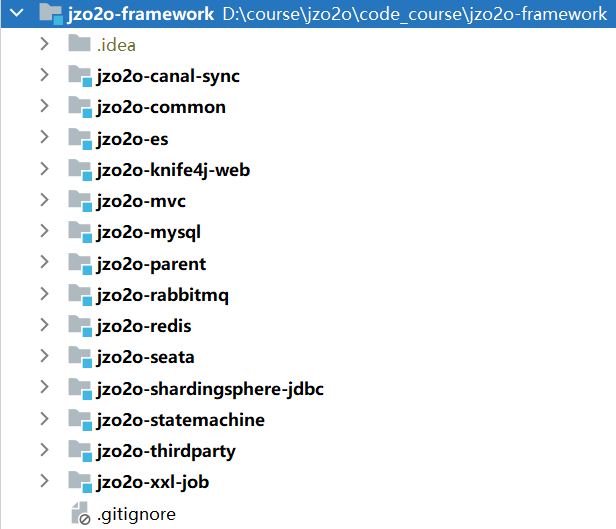 jzo2o-framework D:\course\jzo2o\code_course\jzo2o-framework
.idea
jzo2o-canal-sync
jzo2o-common
jzo2o-es
jzo2o-knife4j-web
jzo2o-mvc
jzo2o-mysql
jzo2o-parent
jzo2o-rabbitmq
jzo2o-redis
jzo2o-seata
jzo2o-shardingsphere-jdbc
jzo2o-statemachine
jzo2o-thirdparty
jzo2o-xxl-job
.gitignore